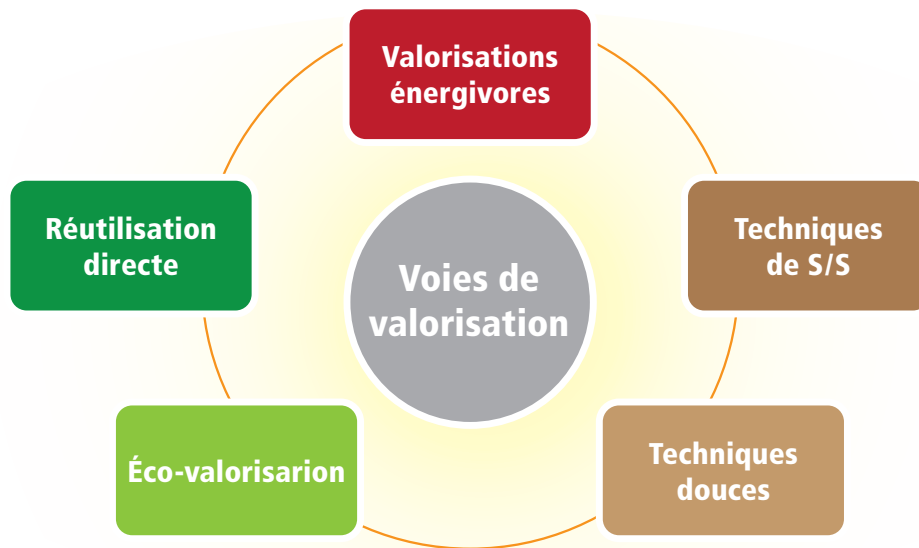 Valorisations
énergivores
Réutilisation
directe
Techniques
de S/S
Voies de
valorisation
Éco-valorisarion
Techniques
douces